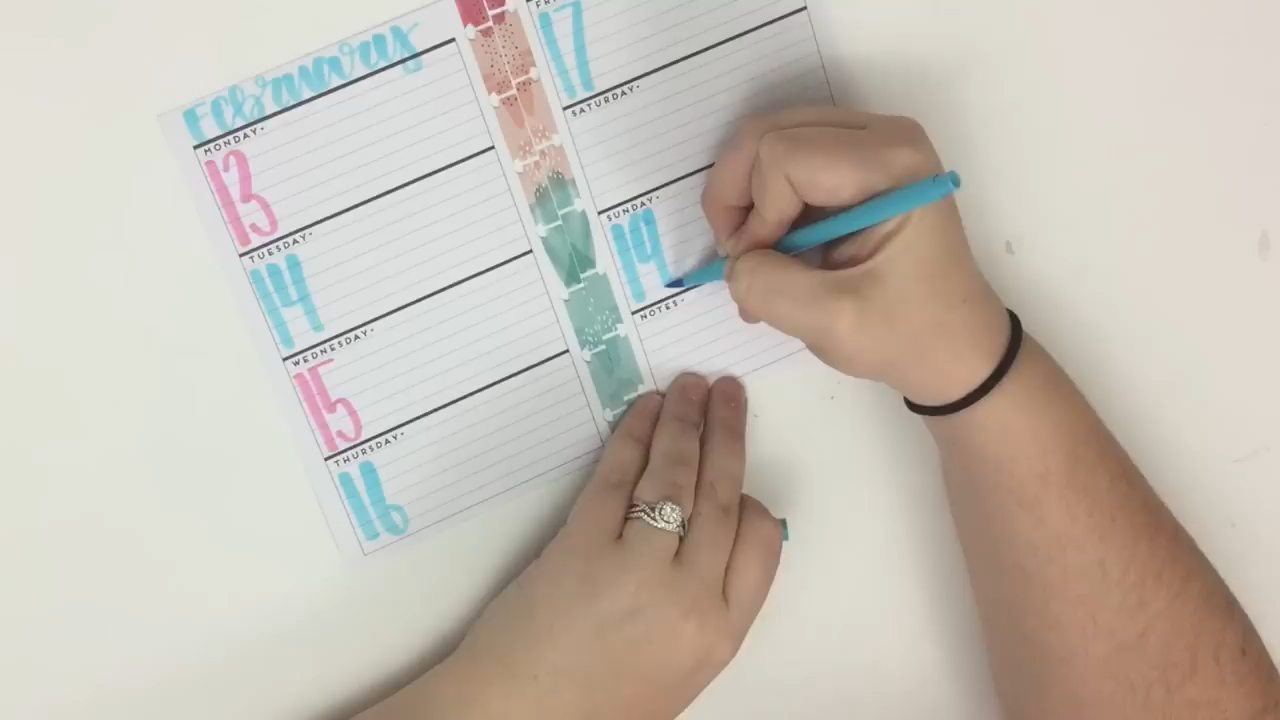 February
MONDAY·
13
TUESDAY·
14
WEDNESDAY·
15
THURSDAY·
16
17
SATURDAY·
SUNDAY·
19
NOTES·